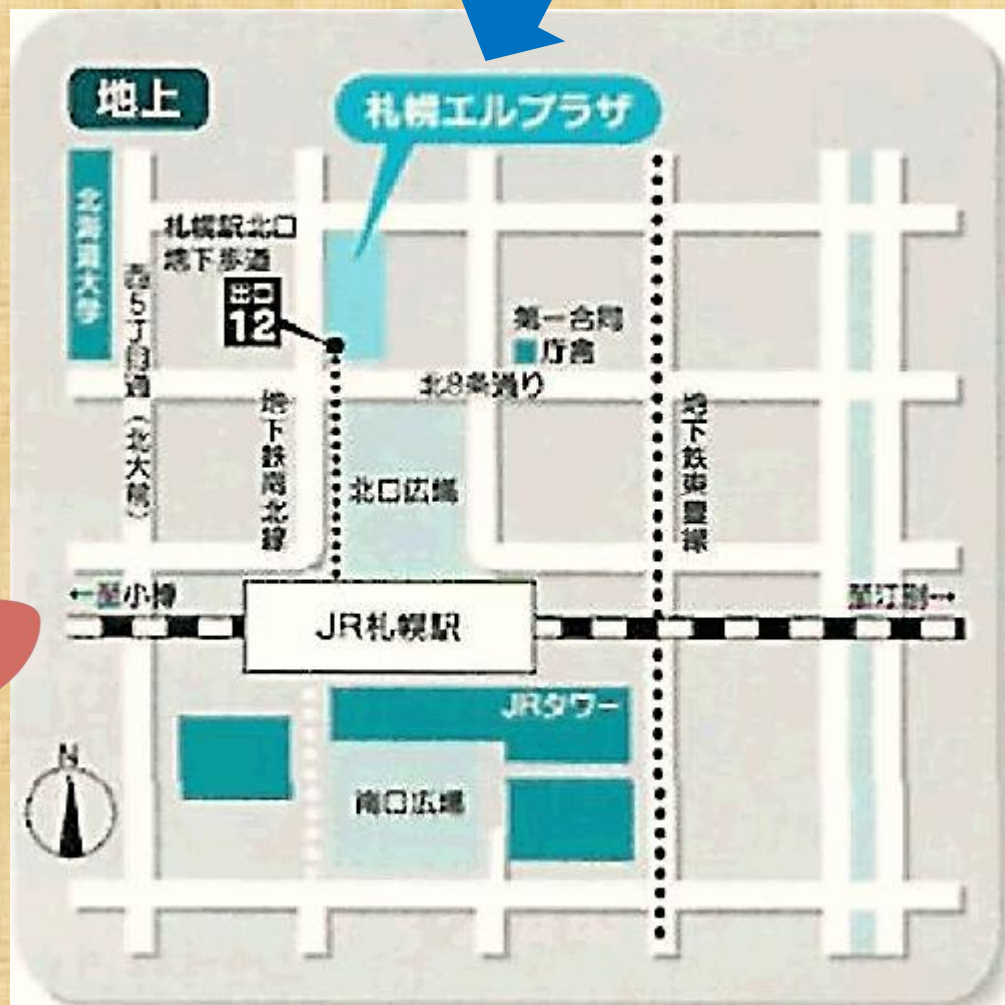 地上
札幌エルプラザ
北海道大学
西5丁目通(北大前)
札幌駅北口
地下歩道
出口
12
第一合同
庁舎
北8条通り
地下鉄南北線
地下鉄東豊線
北口広場
←至小樽
至江別→
JR札幌駅
JRタワー
南口広場
N